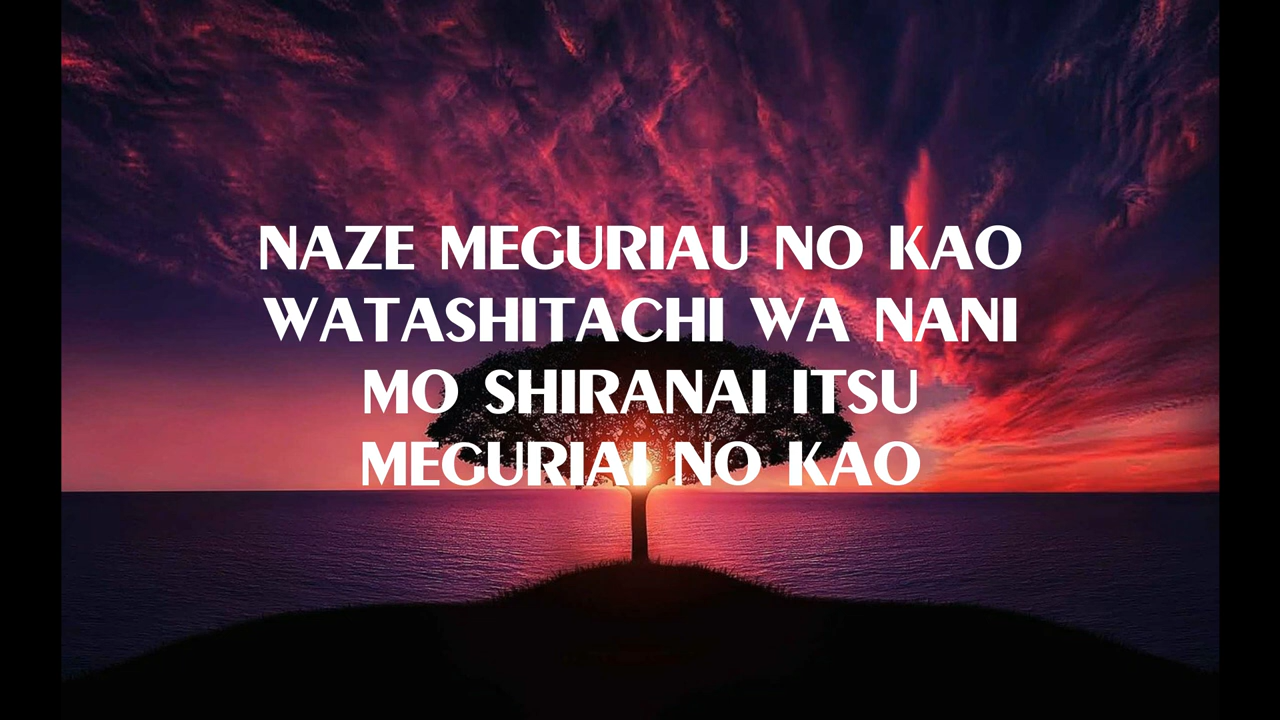 NAZE MEGURIAU NO KAO
WATASHITACHI WA NANI
MO SHIRANAI ITSU
MEGURIAI NO KAO